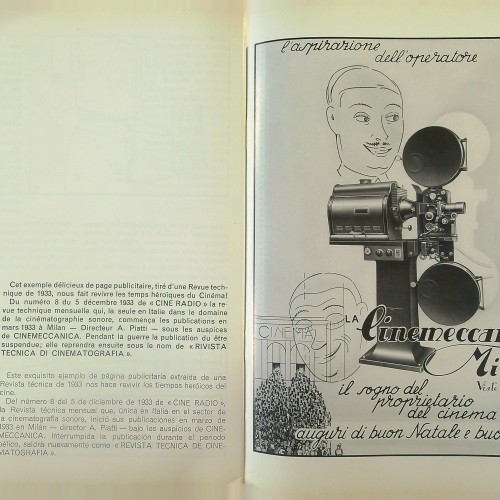 Cet exemple délicieux de page publicitaire, tiré d'une Revue tech-
nique de 1933, nous fait revivre les temps héroïques du Cinéma!
Du numéro 8 du 5 décembre 1933 de « CINE RADIO » la re-
vue technique mensuelle qui, la seule en Italie dans le domaine
de la cinématographie sonore, commença les publications en
mars 1933 à Milan — Directeur A. Piatti — sous les auspices
de CINEMECCANICA. Pendant la guerre la publication du être
suspendue; elle reprendra ensuite sous le nom de « RIVISTA
TECNICA DI CINEMATOGRAFIA ».
Este exquisito ejemplo de página publicitaria extraida de una
Revista técnica de 1933 nos hace revivir los tiempos heróicos del
cine.
Del número 8 del 5 de diciembre de 1933 de « CINE RADIO »,
la Revista técnica mensual que, única en Italia en el sector de
la cinematografía sonora, inició sus publicaciones en marzo de
1933 en Milán — director A. Piatti — bajo los auspicios de CINE-
MECCANICA. Interrumpida la publicación durante el periodo
bélico, saldrá nuevamente como « REVISTA TECNICA DE CINE-
MATOGRAFIA ».
l'aspirazione
dell'operatore
CINEMA
LA
Cinemeccan
Mi
Viale
il sogno del
proprietario
del cinema
auguri di buon Natale e buo